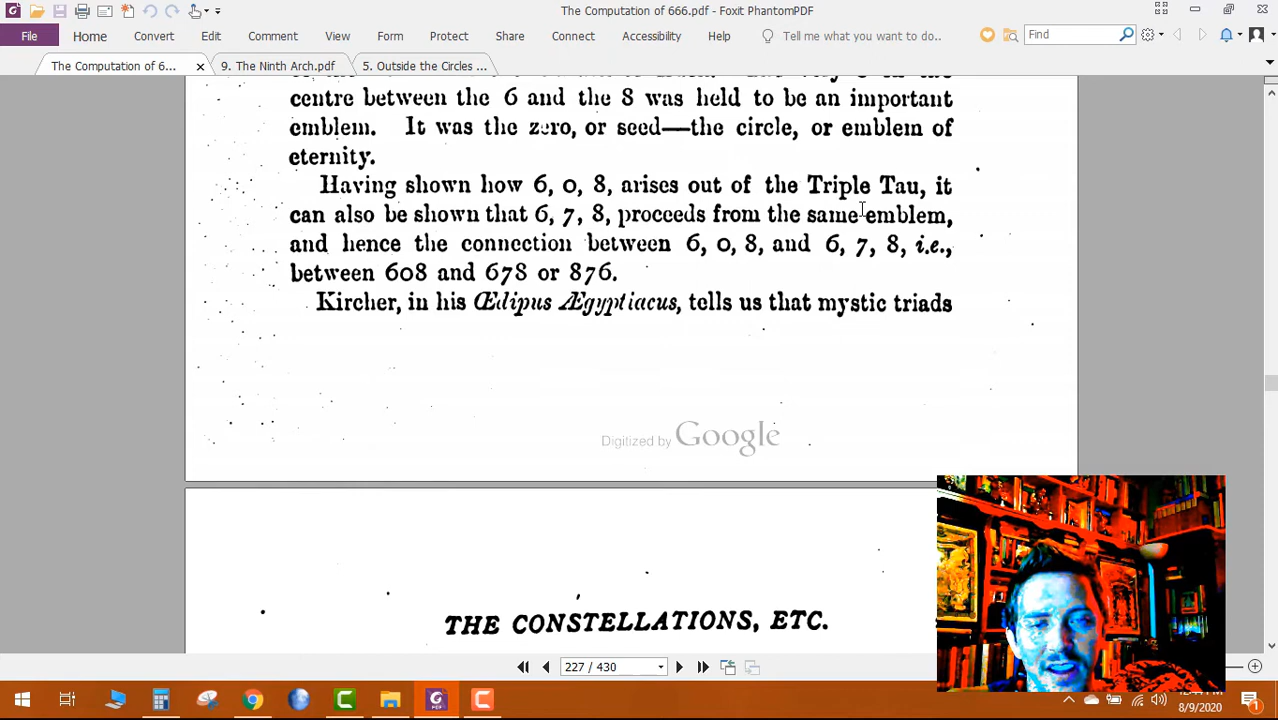 The Computation of 666.pdf - Foxit PhantomPDF
File Home Convert Edit Comment View Form Protect Share Connect Accessibility Help Tell me what you want to do.. Find
The Computation of 6... × 9. The Ninth Arch.pdf 5. Outside the Circles ...
centre between the 6 and the 8 was held to be an important
emblem. It was the zero, or seed—the circle, or emblem of
eternity.
Having shown how 6, 0, 8, arises out of the Triple Tau, it
can also be shown that 6, 7, 8, proceeds from the same emblem,
and hence the connection between 6, 0, 8, and 6, 7, 8, i.e.,
between 608 and 678 or 876.
Kircher, in his Œdipus Ægyptiacus, tells us that mystic triads
Digitized by Google
THE CONSTELLATIONS, ETC.
227 / 430
8/9/2020